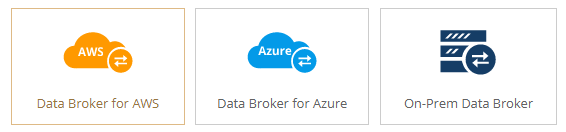 AWS
Azure
Data Broker for AWS
Data Broker for Azure
On-Prem Data Broker